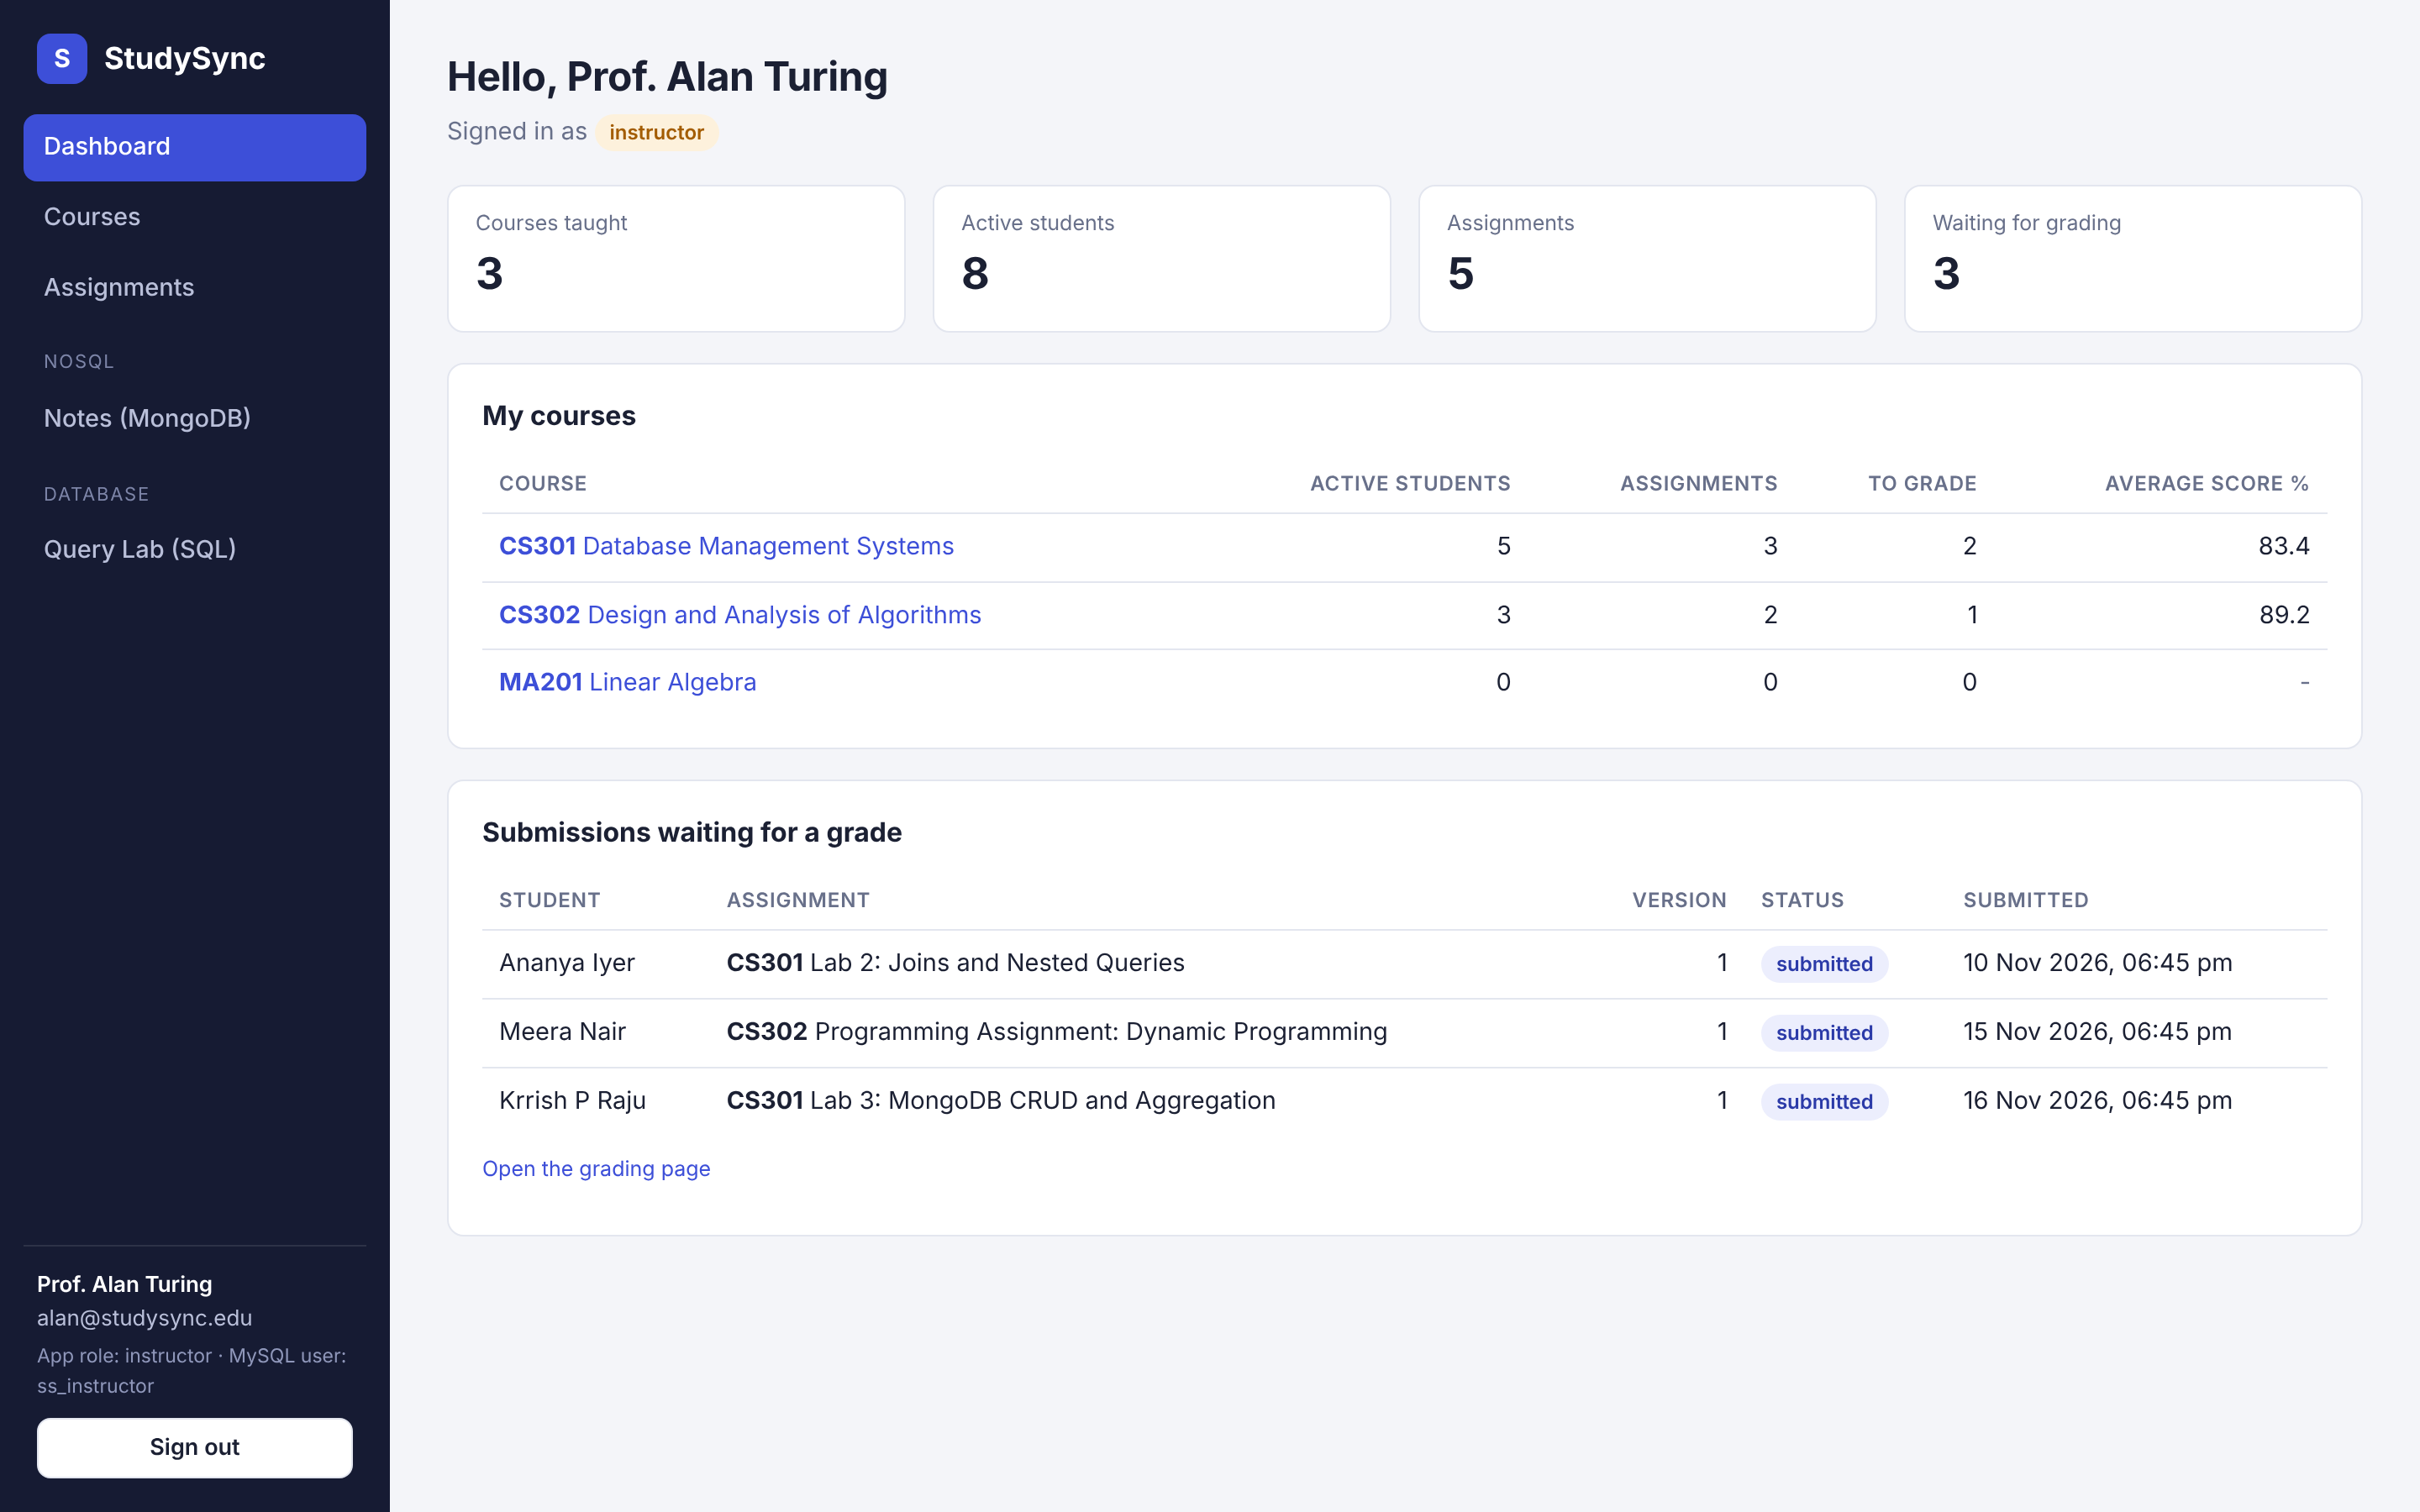 S StudySync
Dashboard
Courses
Assignments
NOSQL
Notes (MongoDB)
DATABASE
Query Lab (SQL)
Prof. Alan Turing
alan@studysync.edu
App role: instructor · MySQL user:
ss_instructor
Sign out
Hello, Prof. Alan Turing
Signed in as instructor
Courses taught
3
Active students
8
Assignments
5
Waiting for grading
3
My courses
COURSE ACTIVE STUDENTS ASSIGNMENTS TO GRADE AVERAGE SCORE %
CS301 Database Management Systems 5 3 2 83.4
CS302 Design and Analysis of Algorithms 3 2 1 89.2
MA201 Linear Algebra 0 0 0 -
Submissions waiting for a grade
STUDENT ASSIGNMENT VERSION STATUS SUBMITTED
Ananya Iyer CS301 Lab 2: Joins and Nested Queries 1 submitted 10 Nov 2026, 06:45 pm
Meera Nair CS302 Programming Assignment: Dynamic Programming 1 submitted 15 Nov 2026, 06:45 pm
Krrish P Raju CS301 Lab 3: MongoDB CRUD and Aggregation 1 submitted 16 Nov 2026, 06:45 pm
Open the grading page